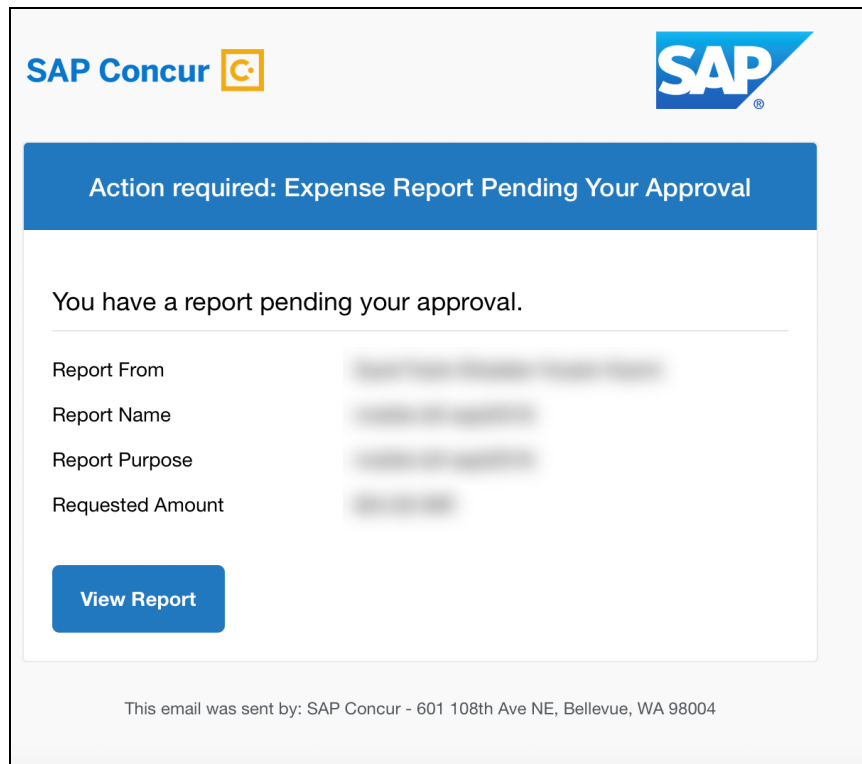 SAP Concur C
SAP
®
Action required: Expense Report Pending Your Approval
You have a report pending your approval.
Report From
Report Name
Report Purpose
Requested Amount
View Report
This email was sent by: SAP Concur - 601 108th Ave NE, Bellevue, WA 98004